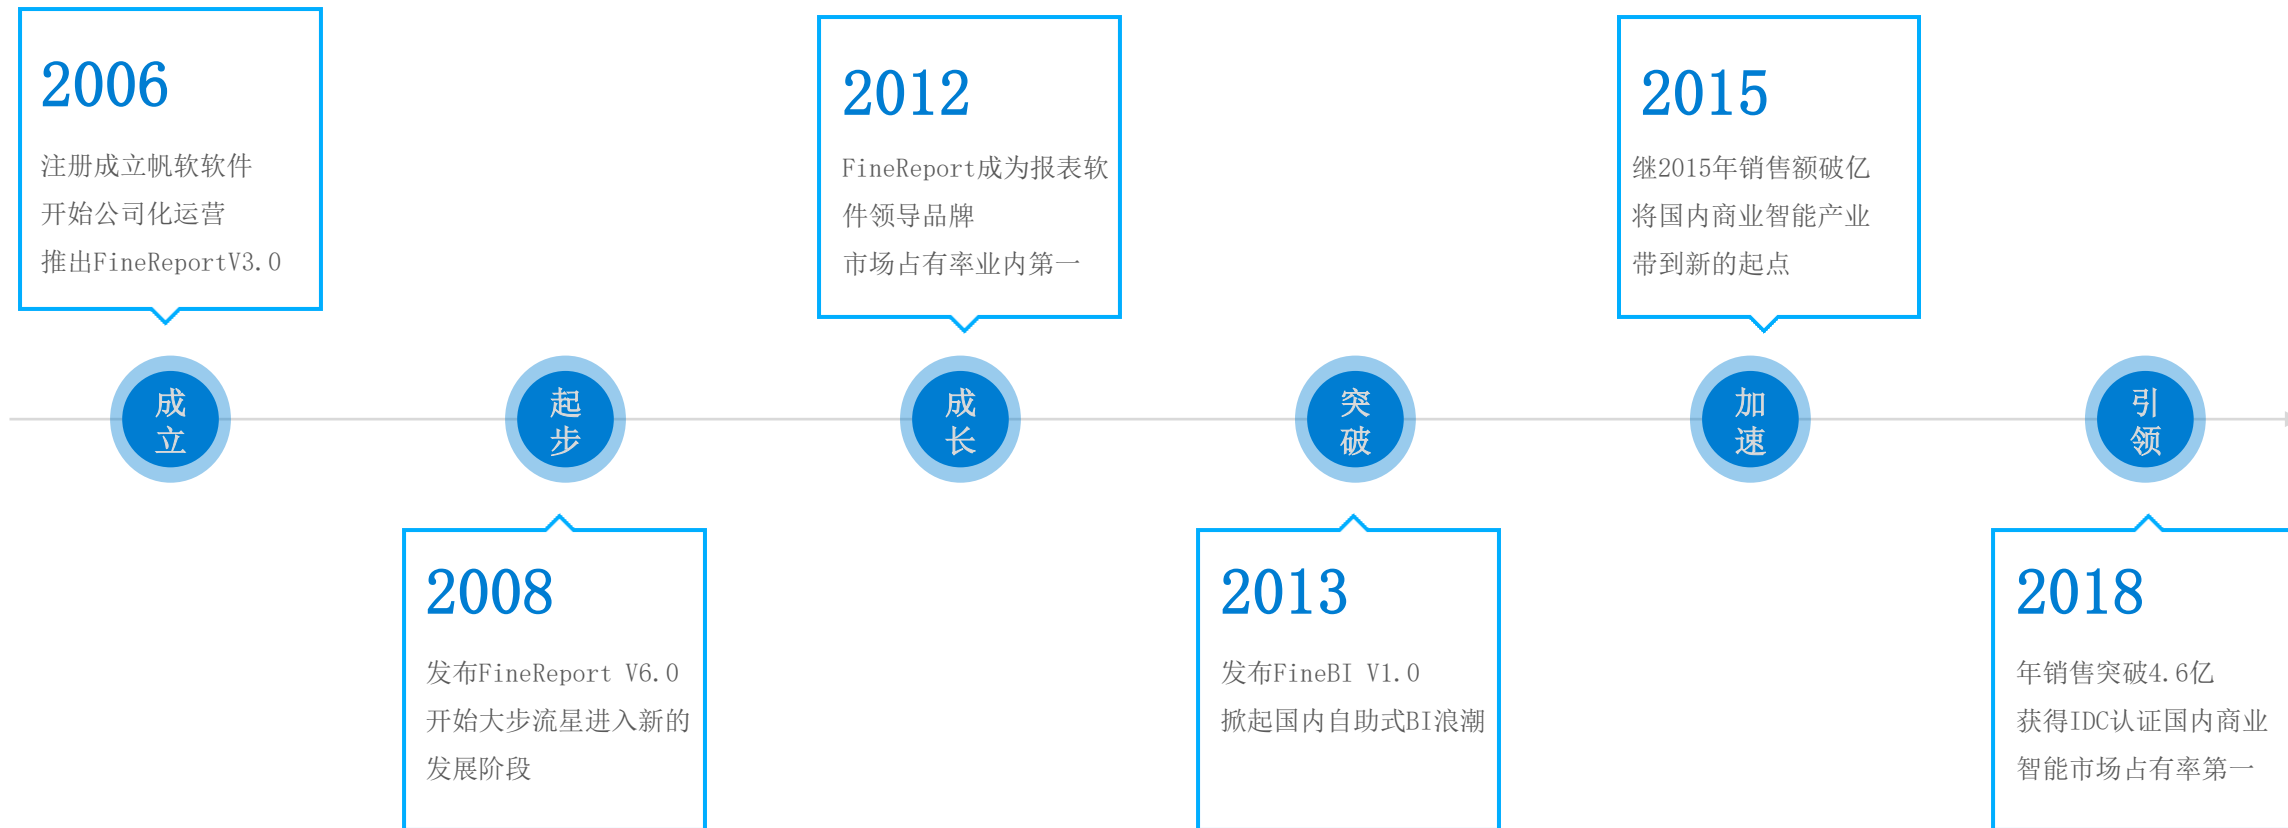 2006
注册成立帆软软件
开始公司化运营
推出FineReportV3.0
2012
FineReport成为报表软
件领导品牌
市场占有率业内第一
2015
继2015年销售额破亿
将国内商业智能产业
带到新的起点
成
立
起
步
成
长
突
破
加
速
引
领
2008
发布FineReport V6.0
开始大步流星进入新的
发展阶段
2013
发布FineBI V1.0
掀起国内自助式BI浪潮
2018
年销售突破4.6亿
获得IDC认证国内商业
智能市场占有率第一